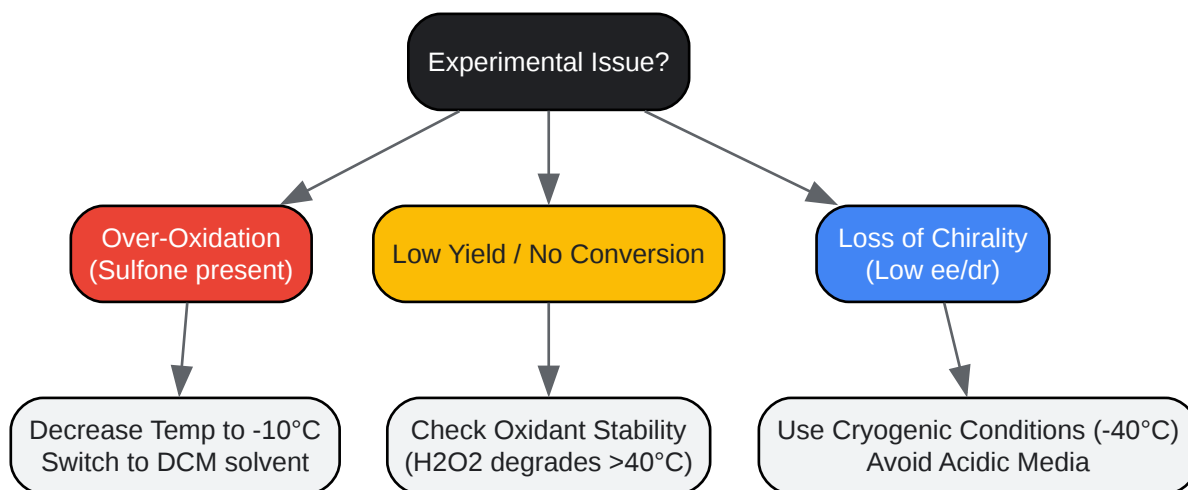 Experimental Issue?
Over-Oxidation
(Sulfone present)
Low Yield / No Conversion
Loss of Chirality
(Low ee/dr)
Decrease Temp to -10°C
Switch to DCM solvent
Check Oxidant Stability
(H2O2 degrades >40°C)
Use Cryogenic Conditions (-40°C)
Avoid Acidic Media